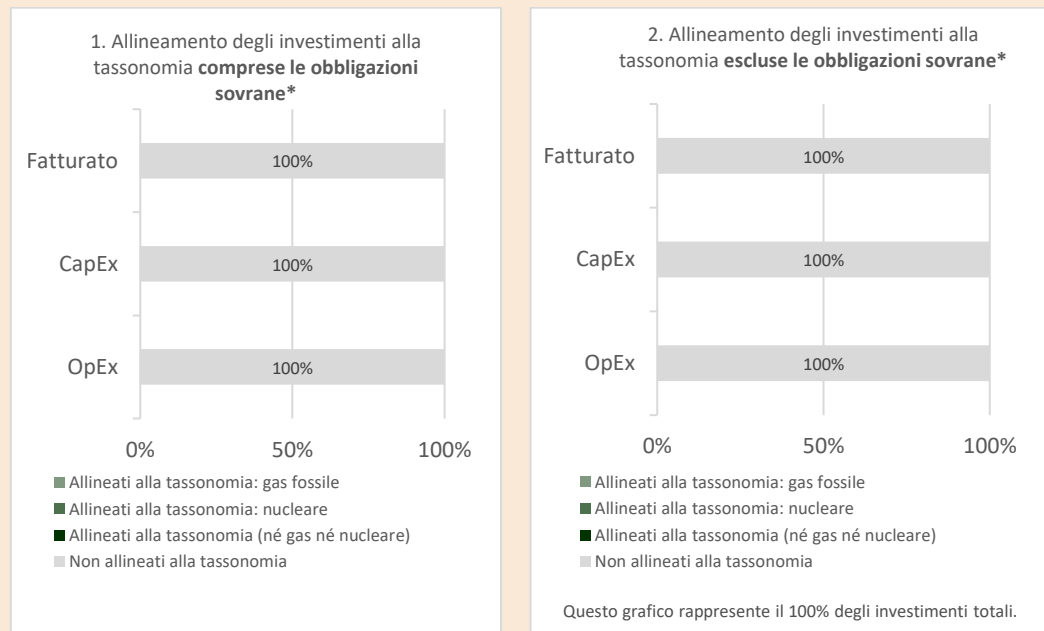 1. Allineamento degli investimenti alla
tassonomia comprese le obbligazioni
sovrane*
Fatturato
100%
CapEx
100%
OpEx
100%
0%
50%
100%
Allineati alla tassonomia: gas fossile
Allineati alla tassonomia: nucleare
Allineati alla tassonomia (né gas né nucleare)
Non allineati alla tassonomia
2. Allineamento degli investimenti alla
tassonomia escluse le obbligazioni sovrane*
Fatturato
100%
CapEx
100%
OpEx
100%
0%
50%
100%
Allineati alla tassonomia: gas fossile
Allineati alla tassonomia: nucleare
Allineati alla tassonomia (né gas né nucleare)
Non allineati alla tassonomia
Questo grafico rappresente il 100% degli investimenti totali.